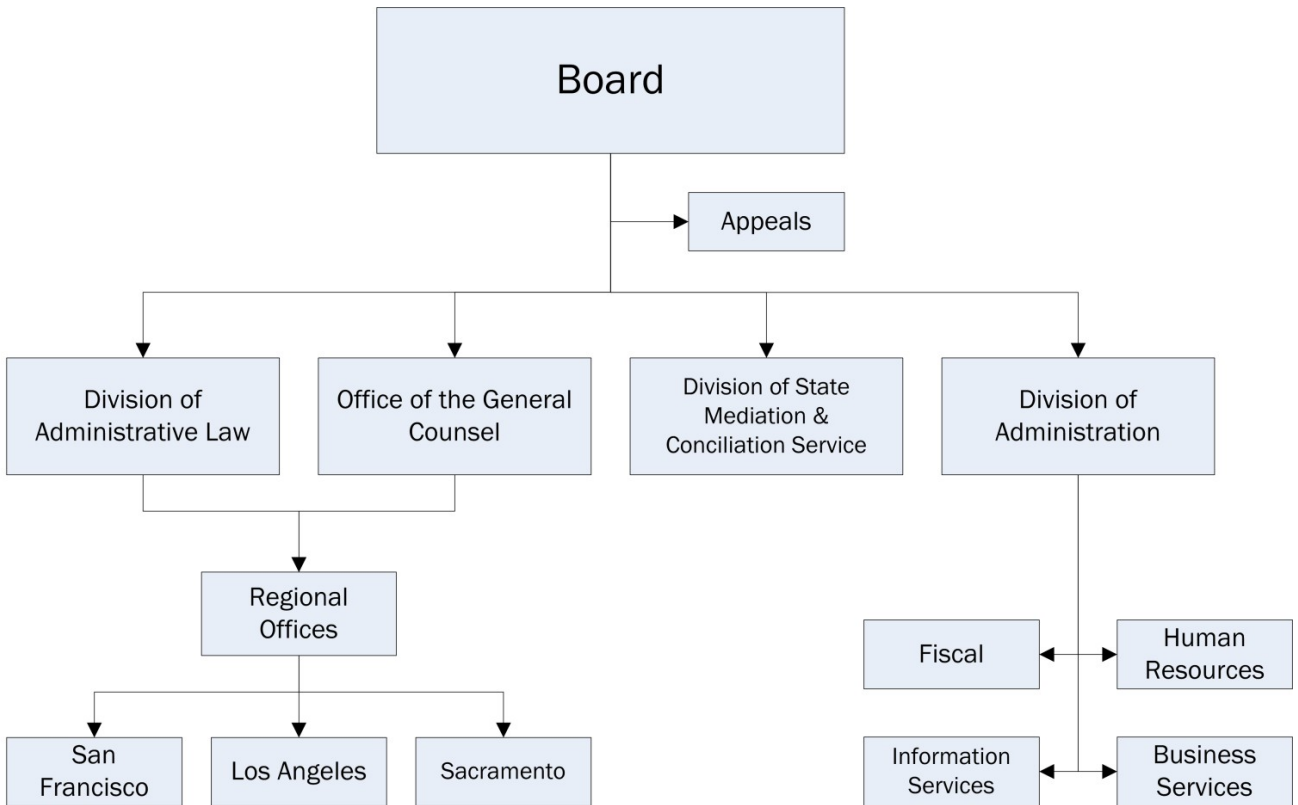 Board
Appeals
Division of
Administrative Law
Office of the General
Counsel
Division of State
Mediation &
Conciliation Service
Division of
Administration
Regional
Offices
Fiscal
Human
Resources
San
Francisco
Los Angeles
Sacramento
Information
Services
Business
Services